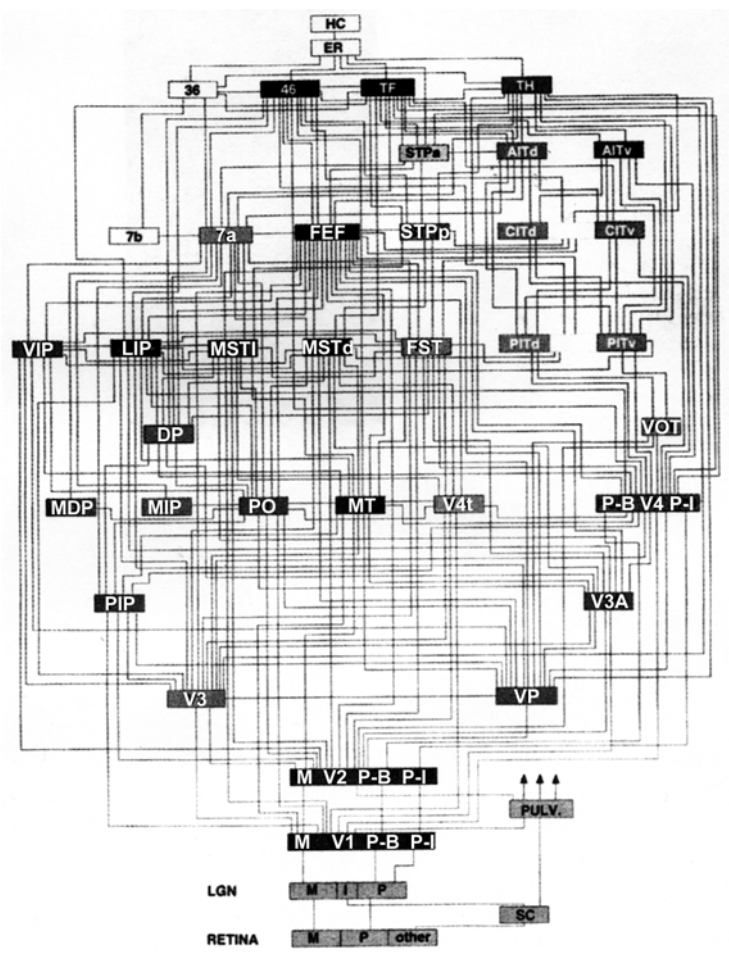 HC
ER
36 46 TF TH
STPa AITd AITv
7b 7a FEF STPp CITd CITv
VIP LIP MSTl MSTd FST PITd PITv
DP VOT
MDP MIP PO MT V4t P-B V4 P-I
PIP V3A
V3 VP
M V2 P-B P-I
PULV.
M V1 P-B P-I
LGN M I P
SC
RETINA M P other